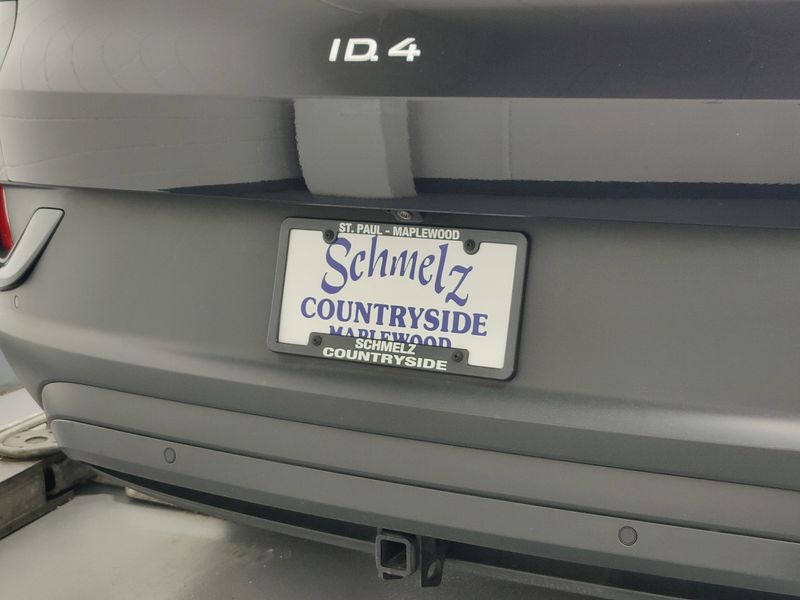 ID.4
ST. PAUL - MAPLEWOOD
Schmelz
COUNTRYSIDE
MAPLEWOOD
SCHMELZ
COUNTRYSIDE